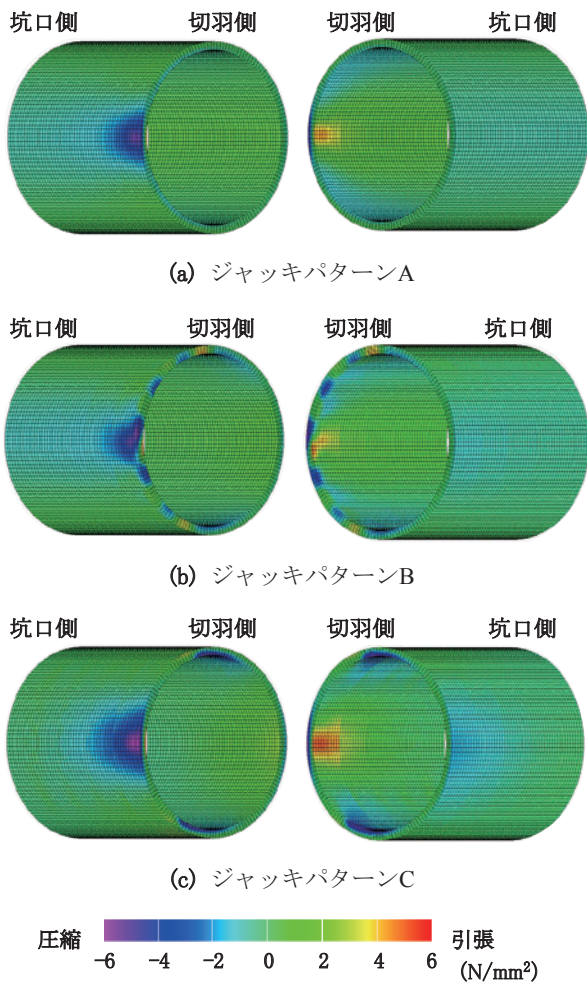 坑口側 切羽側 切羽側 坑口側
(a) ジャッキパターンA
坑口側 切羽側 切羽側 坑口側
(b) ジャッキパターンB
坑口側 切羽側 切羽側 坑口側
(c) ジャッキパターンC
圧縮 引張
-6 -4 -2 0 2 4 6 (N/mm²)